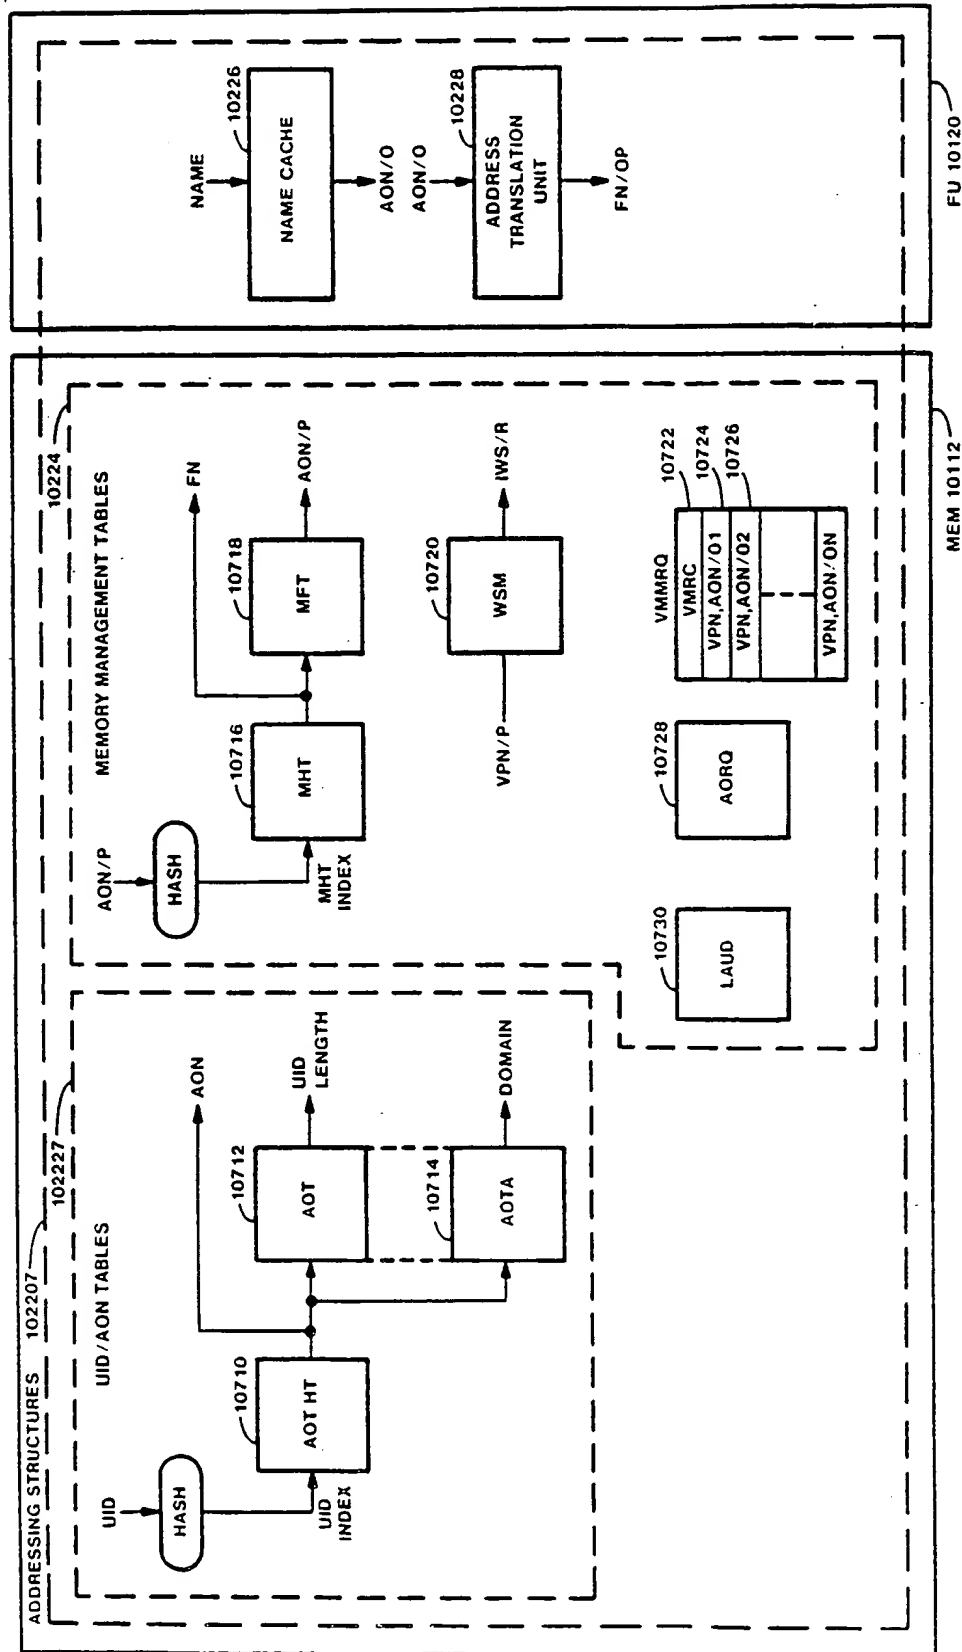 ADDRESSING STRUCTURES 102207
UID/AON TABLES
102227
UID
HASH
UID
INDEX
10710
AOT HT
AON
10712
AOT
UID
LENGTH
10714
AOTA
DOMAIN
MEMORY MANAGEMENT TABLES
10224
AON/P
HASH
MHT
INDEX
10716
MHT
FN
10718
MFT
AON/P
VPN/P
10720
WSM
IWS/R
10730
LAUD
10728
AORQ
VMMRQ
10722
VMRC
10724
VPN,AON/O1
10726
VPN,AON/O2
VPN,AON/ON
MEM 10112
NAME
10226
NAME CACHE
AON/O
AON/O
10228
ADDRESS
TRANSLATION
UNIT
FN/OP
FU 10120